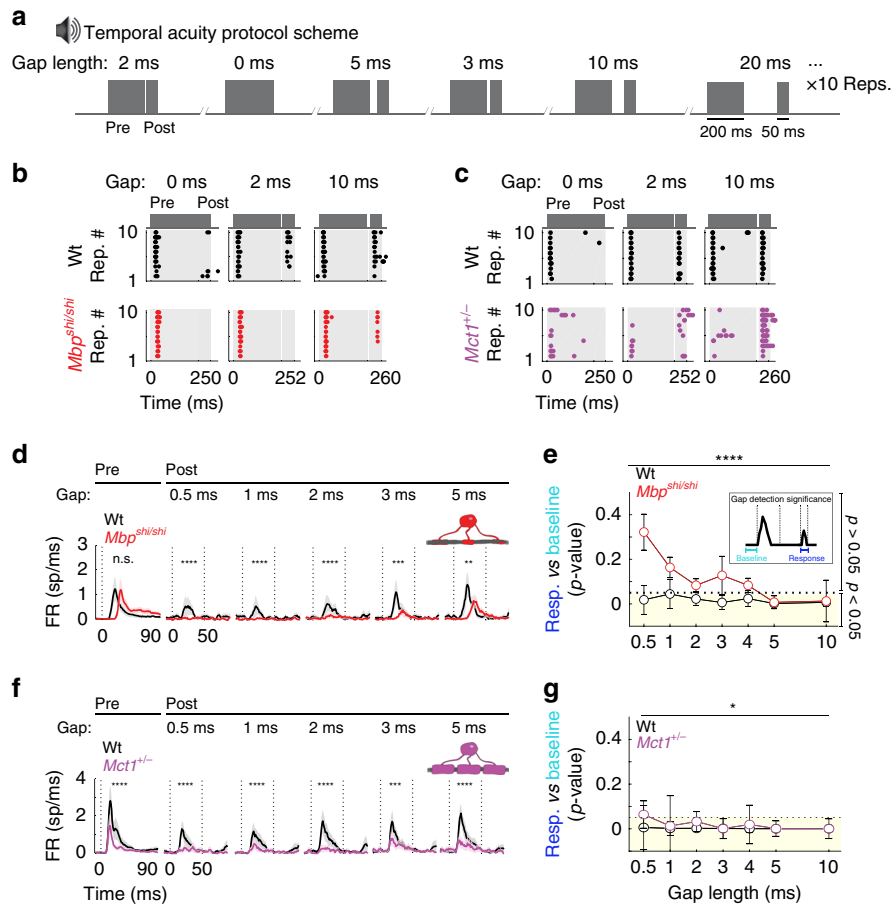 a
Temporal acuity protocol scheme
Gap length: 2 ms 0 ms 5 ms 3 ms 10 ms 20 ms ...
×10 Reps.
Pre Post 200 ms 50 ms
b
Gap: 0 ms 2 ms 10 ms
Pre Post
Wt
Rep. #
10
1
Mbp^shi/shi
Rep. #
10
1
0 250 0 252 0 260
Time (ms)
c
Gap: 0 ms 2 ms 10 ms
Pre Post
Wt
Rep. #
10
1
Mct1^+/–
Rep. #
10
1
0 250 0 252 0 260
Time (ms)
d
Pre Post
Gap: 0.5 ms 1 ms 2 ms 3 ms 5 ms
Wt
Mbp^shi/shi
n.s. **** **** **** *** **
FR (sp/ms)
3
2
1
0
0 90 0 50
e
Wt
Mbp^shi/shi
****
Gap detection significance
Baseline
Response
Resp. vs baseline
(p-value)
0.4
0.2
0
p > 0.05
p < 0.05
0.5 1 2 3 4 5 10
f
Pre Post
Gap: 0.5 ms 1 ms 2 ms 3 ms 5 ms
Wt
Mct1^+/–
**** **** **** **** *** ****
FR (sp/ms)
4
2
0
0 90 0 50
Time (ms)
g
Wt
Mct1^+/–
*
Resp. vs baseline
(p-value)
0.4
0.2
0
0.5 1 2 3 4 5 10
Gap length (ms)